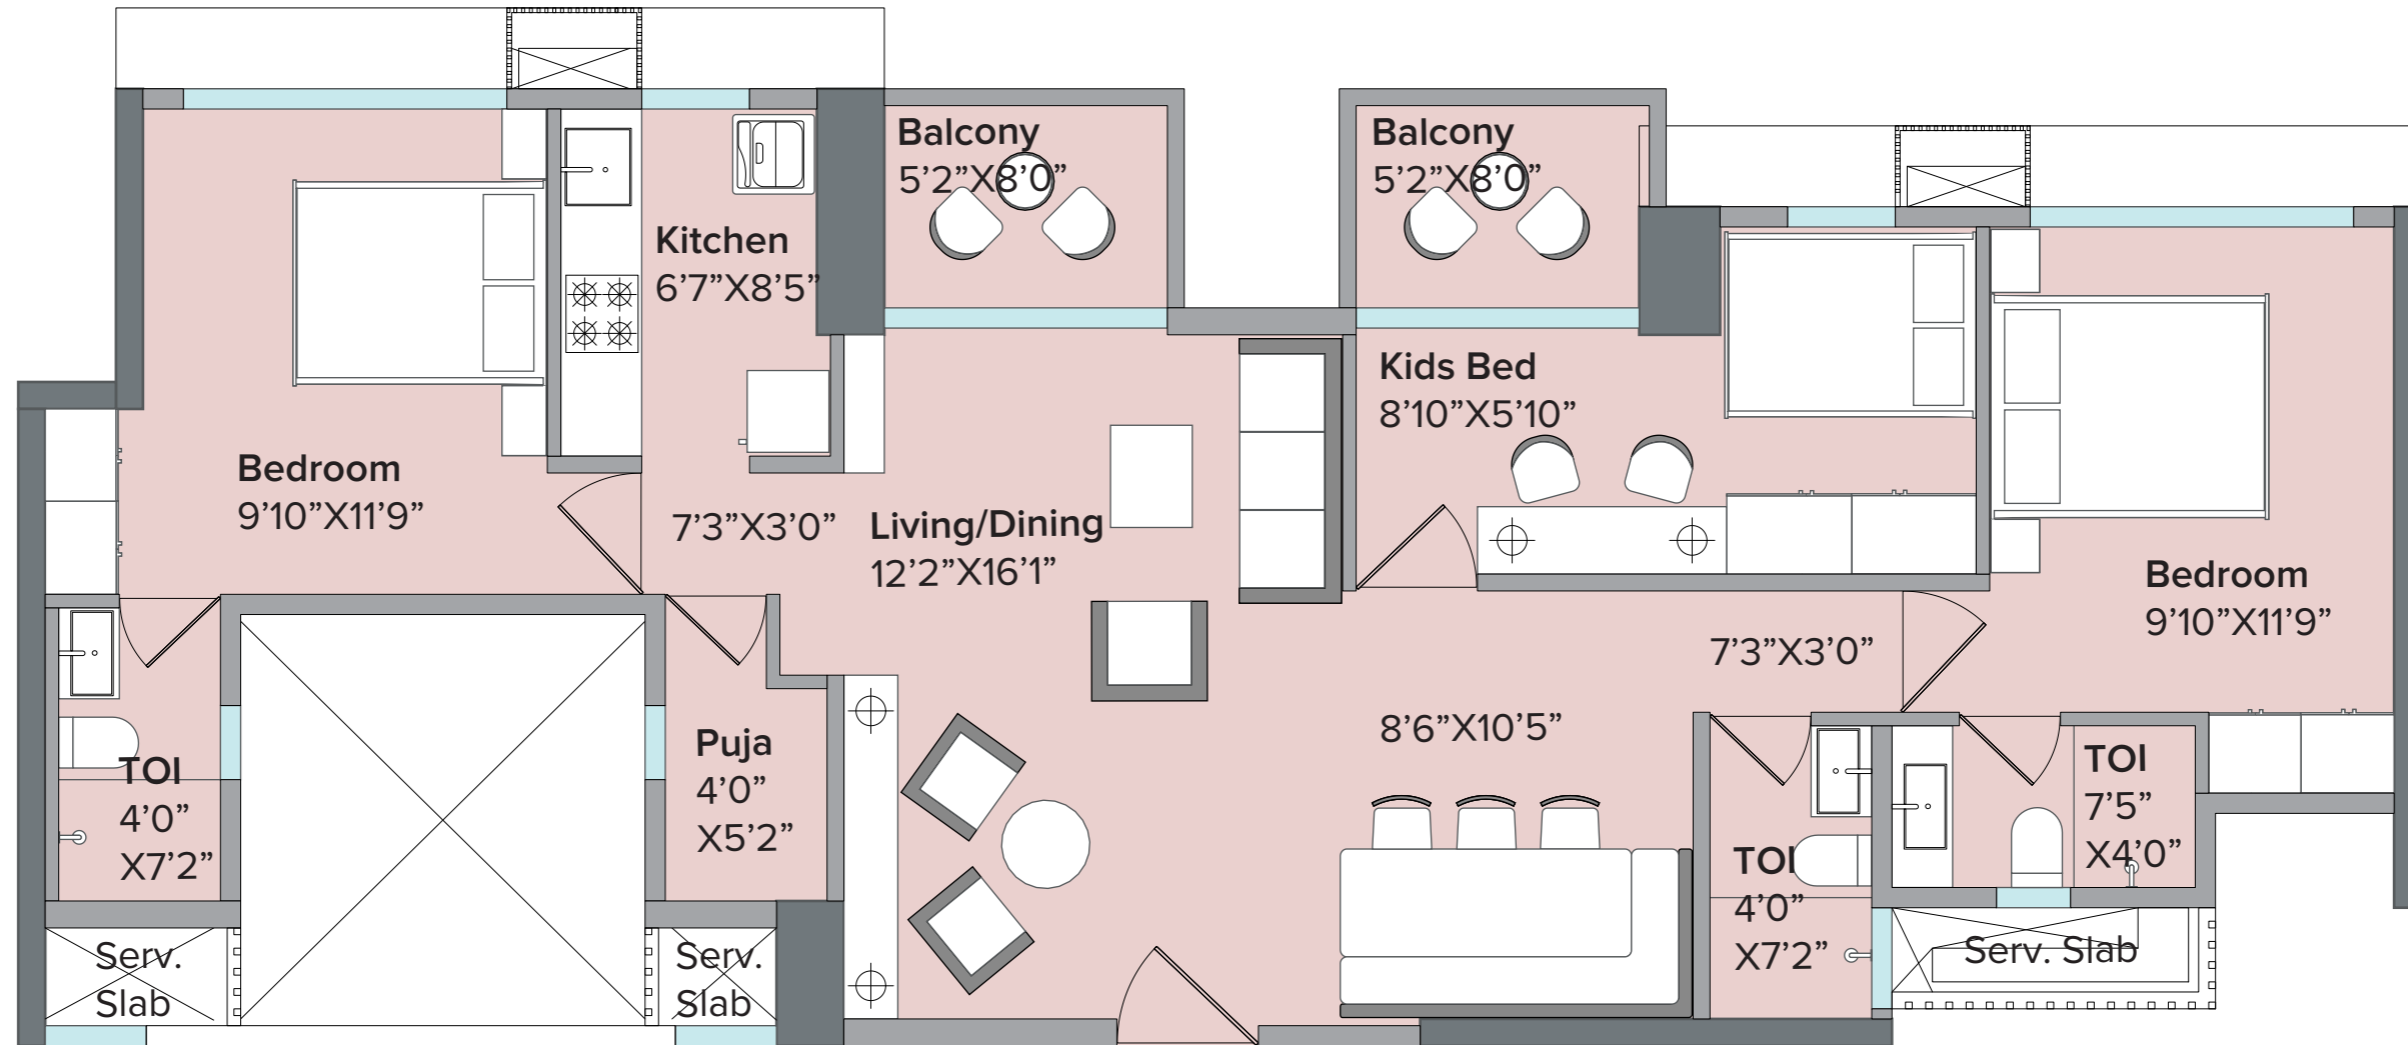 Balcony
5’2”X8’0”
Balcony
5’2”X8’0”
Kitchen
6’7”X8’5”
Kids Bed
8’10”X5’10”
Bedroom
9’10”X11’9”
7’3”X3’0”
Living/Dining
12’2”X16’1”
Bedroom
9’10”X11’9”
7’3”X3’0”
8’6”X10’5”
TOI
4’0”
X7’2”
Puja
4’0”
X5’2”
TOI
4’0”
X7’2”
TOI
7’5”
X4’0”
Serv.
Slab
Serv.
Slab
Serv. Slab